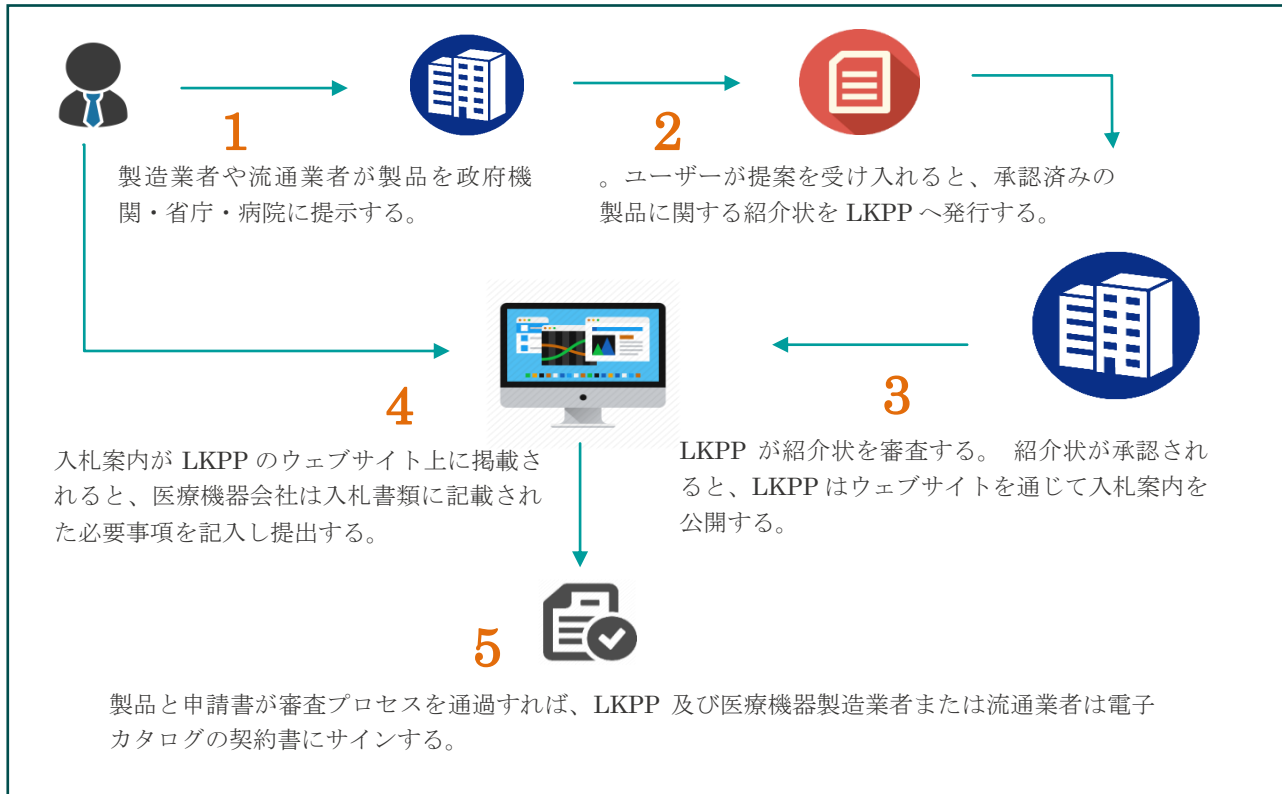 1
製造業者や流通業者が製品を政府機
関・省庁・病院に提示する。
2
。ユーザーが提案を受け入れると、承認済みの
製品に関する紹介状を LKPP へ発行する。
3
LKPP が紹介状を審査する。 紹介状が承認され
ると、LKPP はウェブサイトを通じて入札案内を
公開する。
4
入札案内が LKPP のウェブサイト上に掲載さ
れると、医療機器会社は入札書類に記載され
た必要事項を記入し提出する。
5
製品と申請書が審査プロセスを通過すれば、LKPP 及び医療機器製造業者または流通業者は電子
カタログの契約書にサインする。